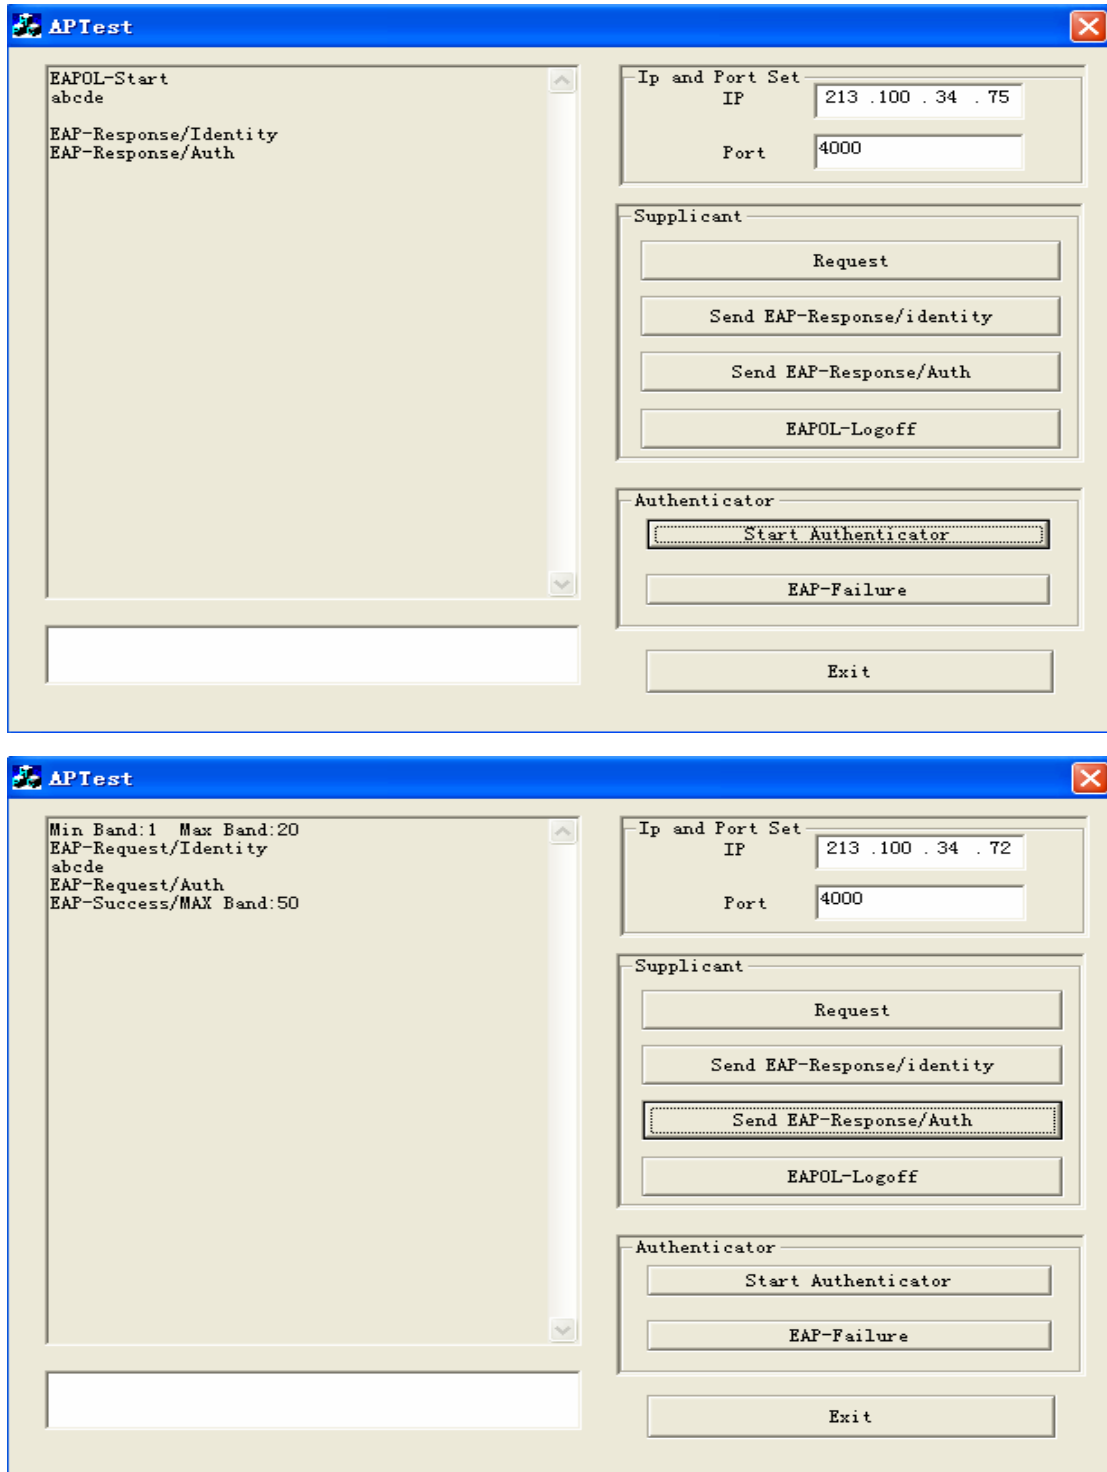 APTest
EAPOL-Start
abcde
EAP-Response/Identity
EAP-Response/Auth
Ip and Port Set
IP 213 .100 . 34 . 75
Port 4000
Supplicant
Request
Send EAP-Response/identity
Send EAP-Response/Auth
EAPOL-Logoff
Authenticator
Start Authenticator
EAP-Failure
Exit
APTest
Min Band:1 Max Band:20
EAP-Request/Identity
abcde
EAP-Request/Auth
EAP-Success/MAX Band:50
Ip and Port Set
IP 213 .100 . 34 . 72
Port 4000
Supplicant
Request
Send EAP-Response/identity
Send EAP-Response/Auth
EAPOL-Logoff
Authenticator
Start Authenticator
EAP-Failure
Exit